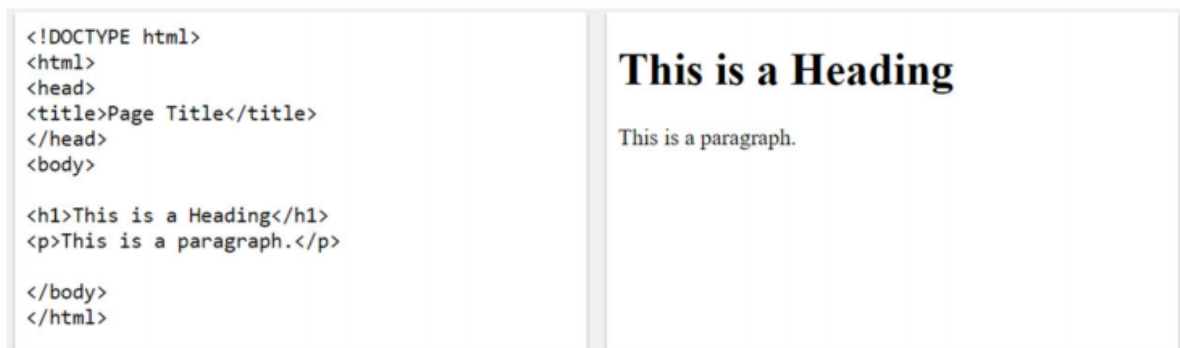 <!DOCTYPE html>
<html>
<head>
<title>Page Title</title>
</head>
<body>
<h1>This is a Heading</h1>
<p>This is a paragraph.</p>
</body>
</html>
This is a Heading
This is a paragraph.